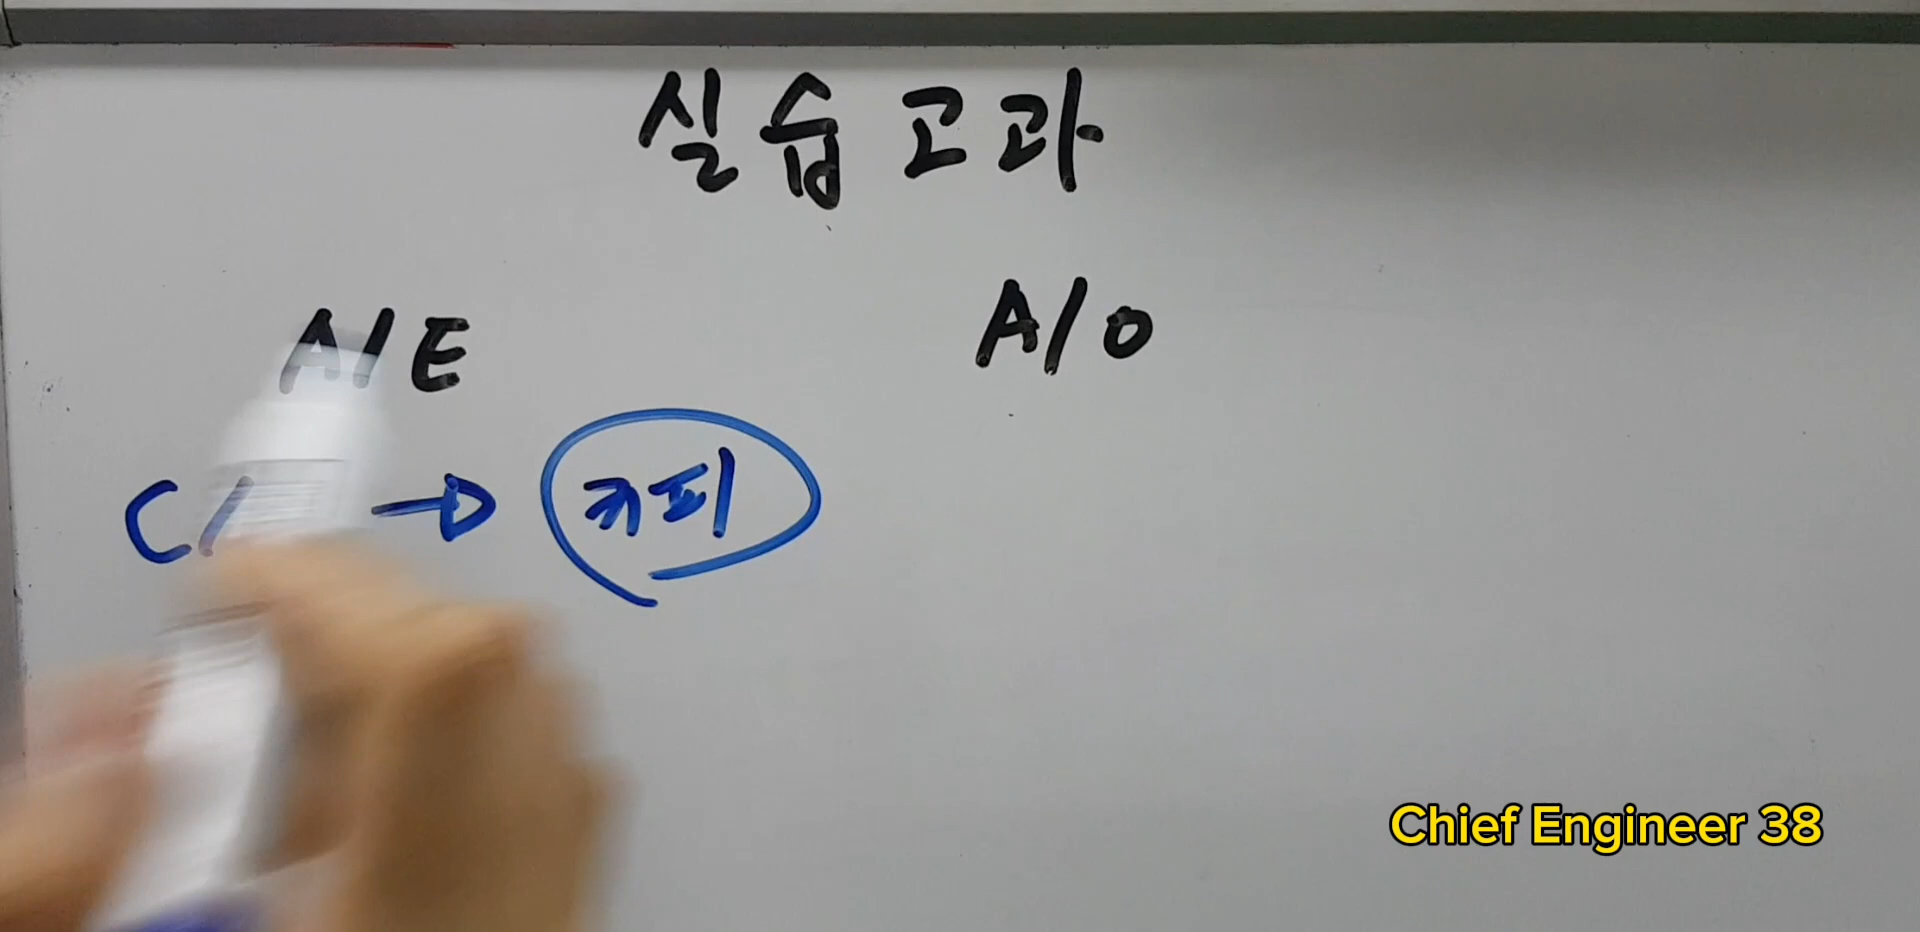 실습고과
A/E
A/O
C/ → 커피
Chief Engineer 38